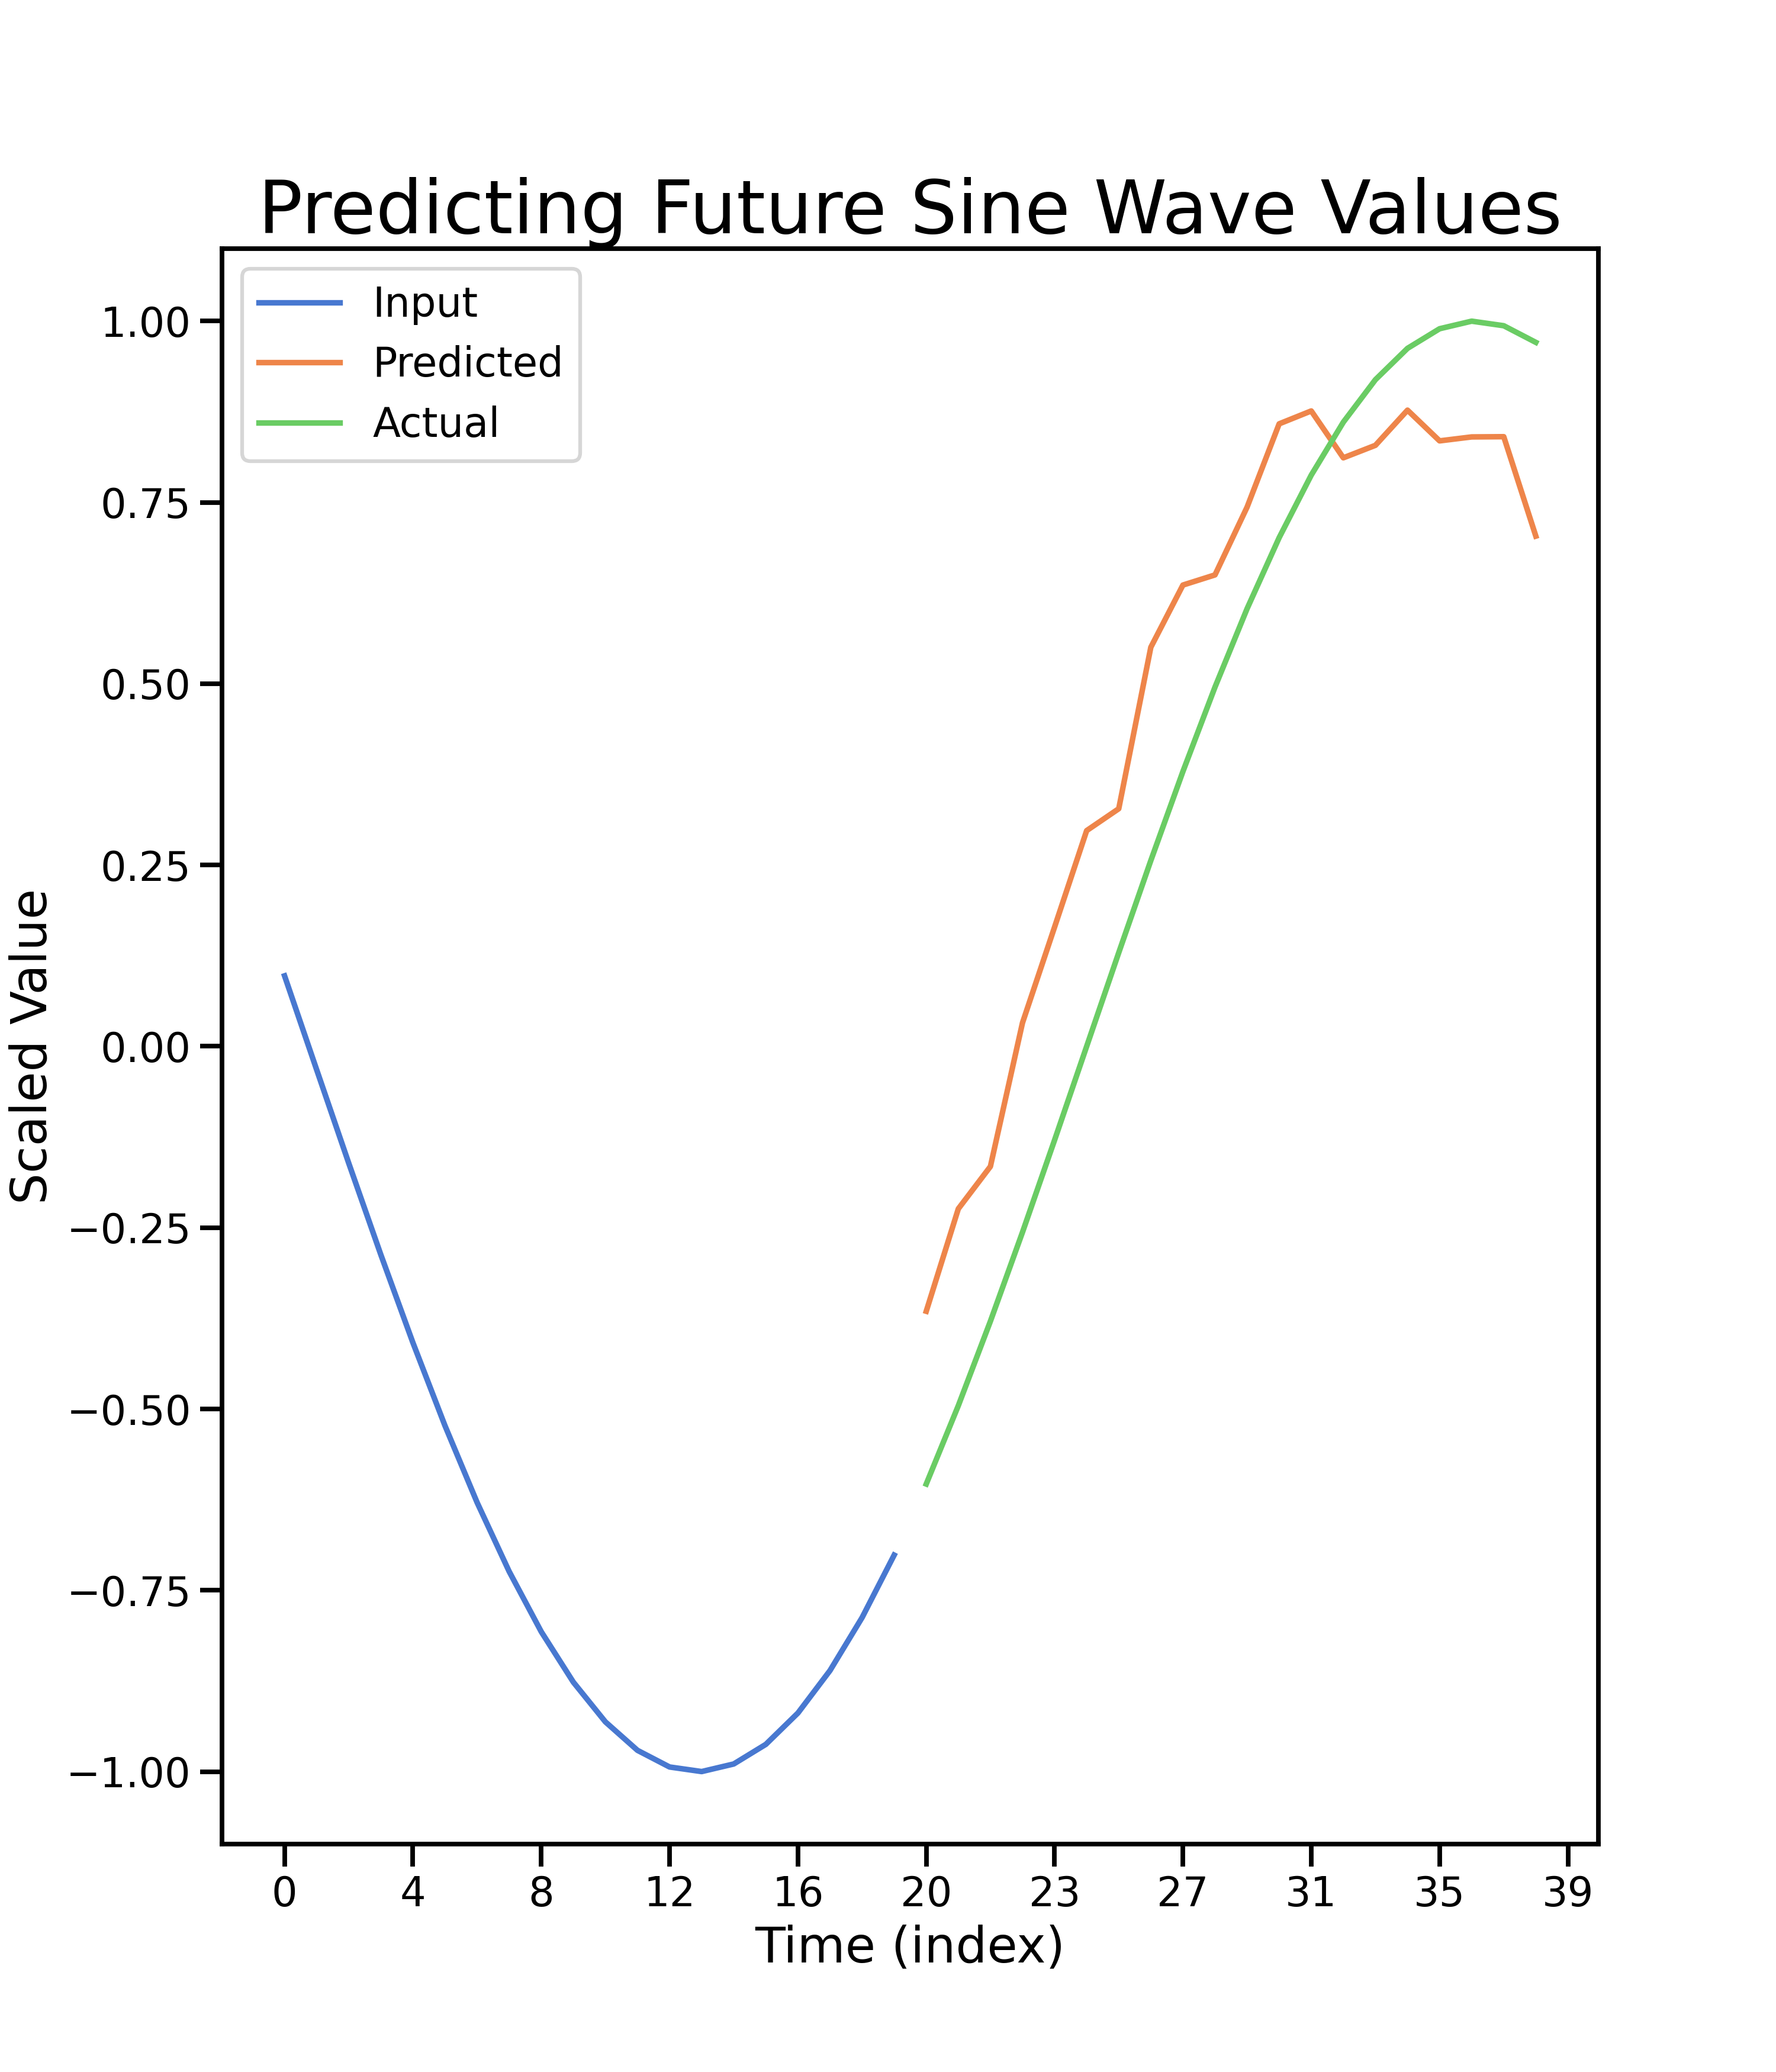 Predicting Future Sine Wave Values
Input
Predicted
Actual
1.00
0.75
0.50
0.25
0.00
−0.25
−0.50
−0.75
−1.00
Scaled Value
0 4 8 12 16 20 23 27 31 35 39
Time (index)